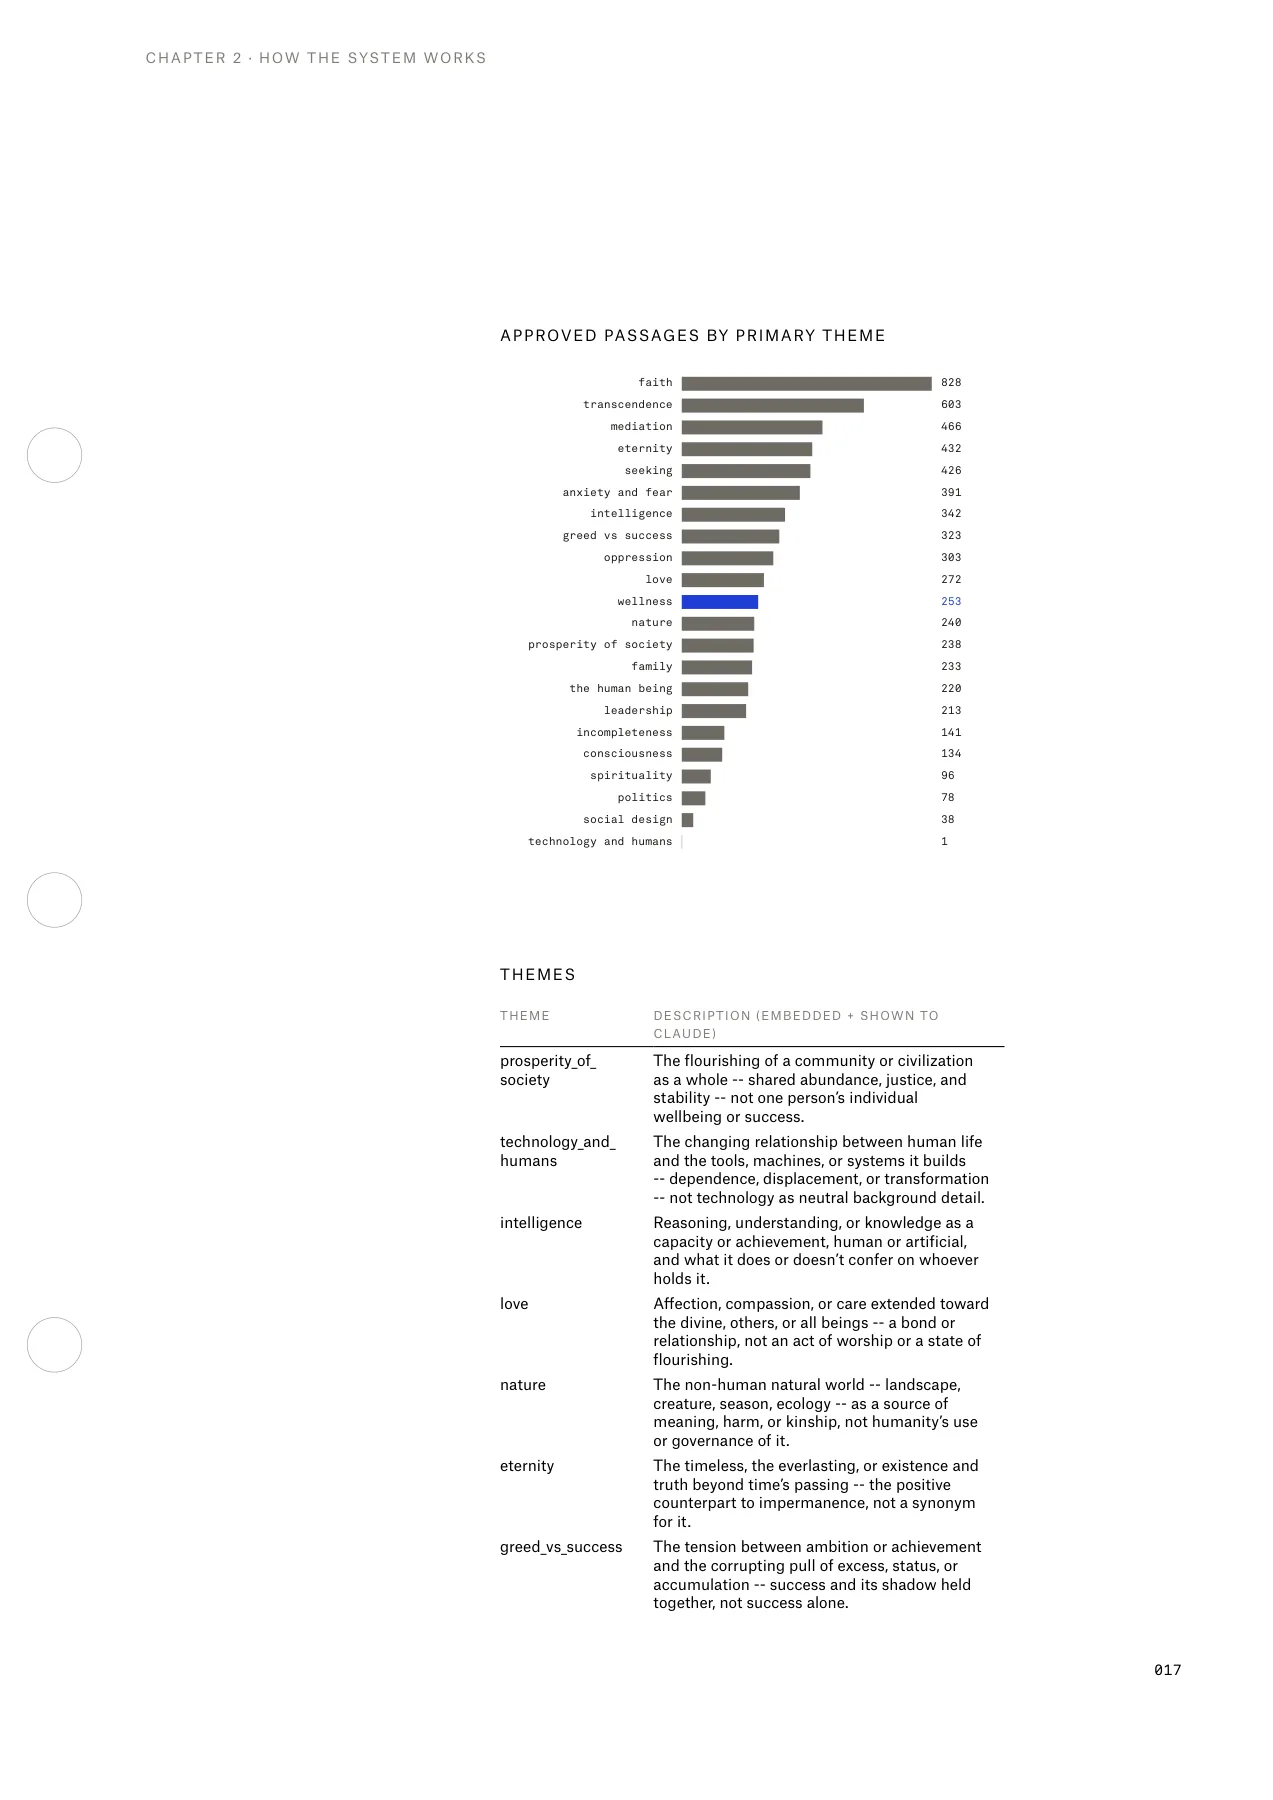 CHAPTER 2 · HOW THE SYSTEM WORKS
APPROVED PASSAGES BY PRIMARY THEME
faith 828
transcendence 603
mediation 466
eternity 432
seeking 426
anxiety and fear 391
intelligence 342
greed vs success 323
oppression 303
love 272
wellness 253
nature 240
prosperity of society 238
family 233
the human being 220
leadership 213
incompleteness 141
consciousness 134
spirituality 96
politics 78
social design 38
technology and humans 1
THEMES
THEME DESCRIPTION (EMBEDDED + SHOWN TO
CLAUDE)
prosperity_of_ The flourishing of a community or civilization
society as a whole -- shared abundance, justice, and
stability -- not one person’s individual
wellbeing or success.
technology_and_ The changing relationship between human life
humans and the tools, machines, or systems it builds
-- dependence, displacement, or transformation
-- not technology as neutral background detail.
intelligence Reasoning, understanding, or knowledge as a
capacity or achievement, human or artificial,
and what it does or doesn’t confer on whoever
holds it.
love Affection, compassion, or care extended toward
the divine, others, or all beings -- a bond or
relationship, not an act of worship or a state of
flourishing.
nature The non-human natural world -- landscape,
creature, season, ecology -- as a source of
meaning, harm, or kinship, not humanity’s use
or governance of it.
eternity The timeless, the everlasting, or existence and
truth beyond time’s passing -- the positive
counterpart to impermanence, not a synonym
for it.
greed_vs_success The tension between ambition or achievement
and the corrupting pull of excess, status, or
accumulation -- success and its shadow held
together, not success alone.
017